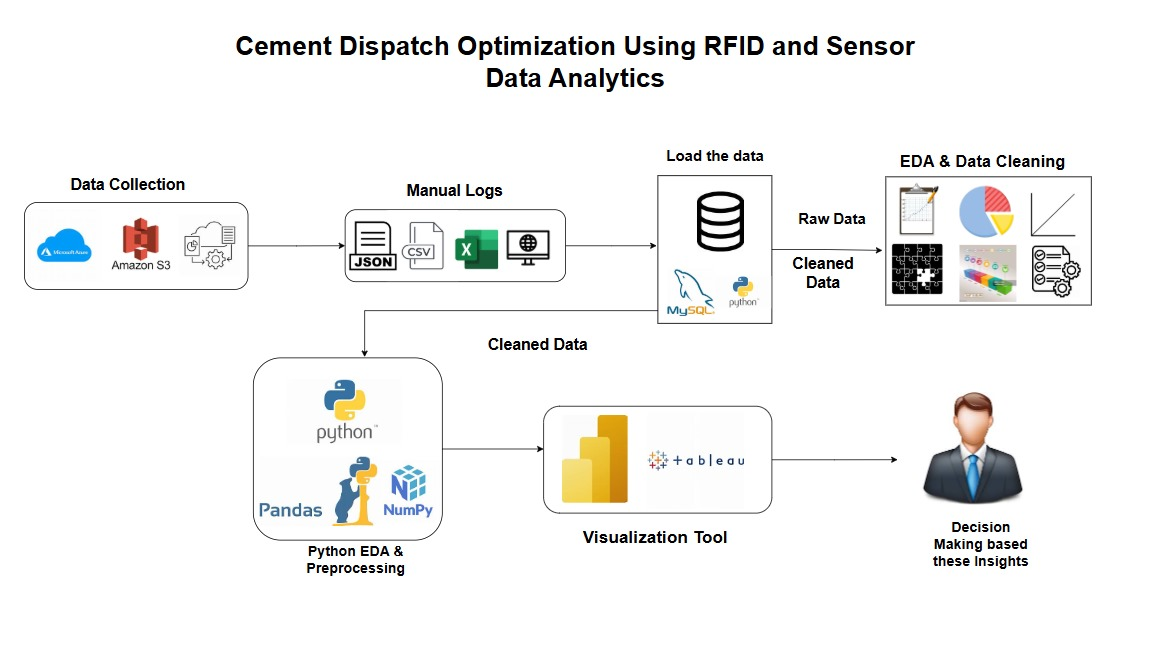 Cement Dispatch Optimization Using RFID and Sensor
Data Analytics
Data Collection
Microsoft Azure
Amazon S3
Manual Logs
JSON
CSV
X
Load the data
MySQL
python
Raw Data
Cleaned
Data
EDA & Data Cleaning
Cleaned Data
python
Pandas
NumPy
Python EDA &
Preprocessing
+ableau
Visualization Tool
Decision
Making based
these Insights